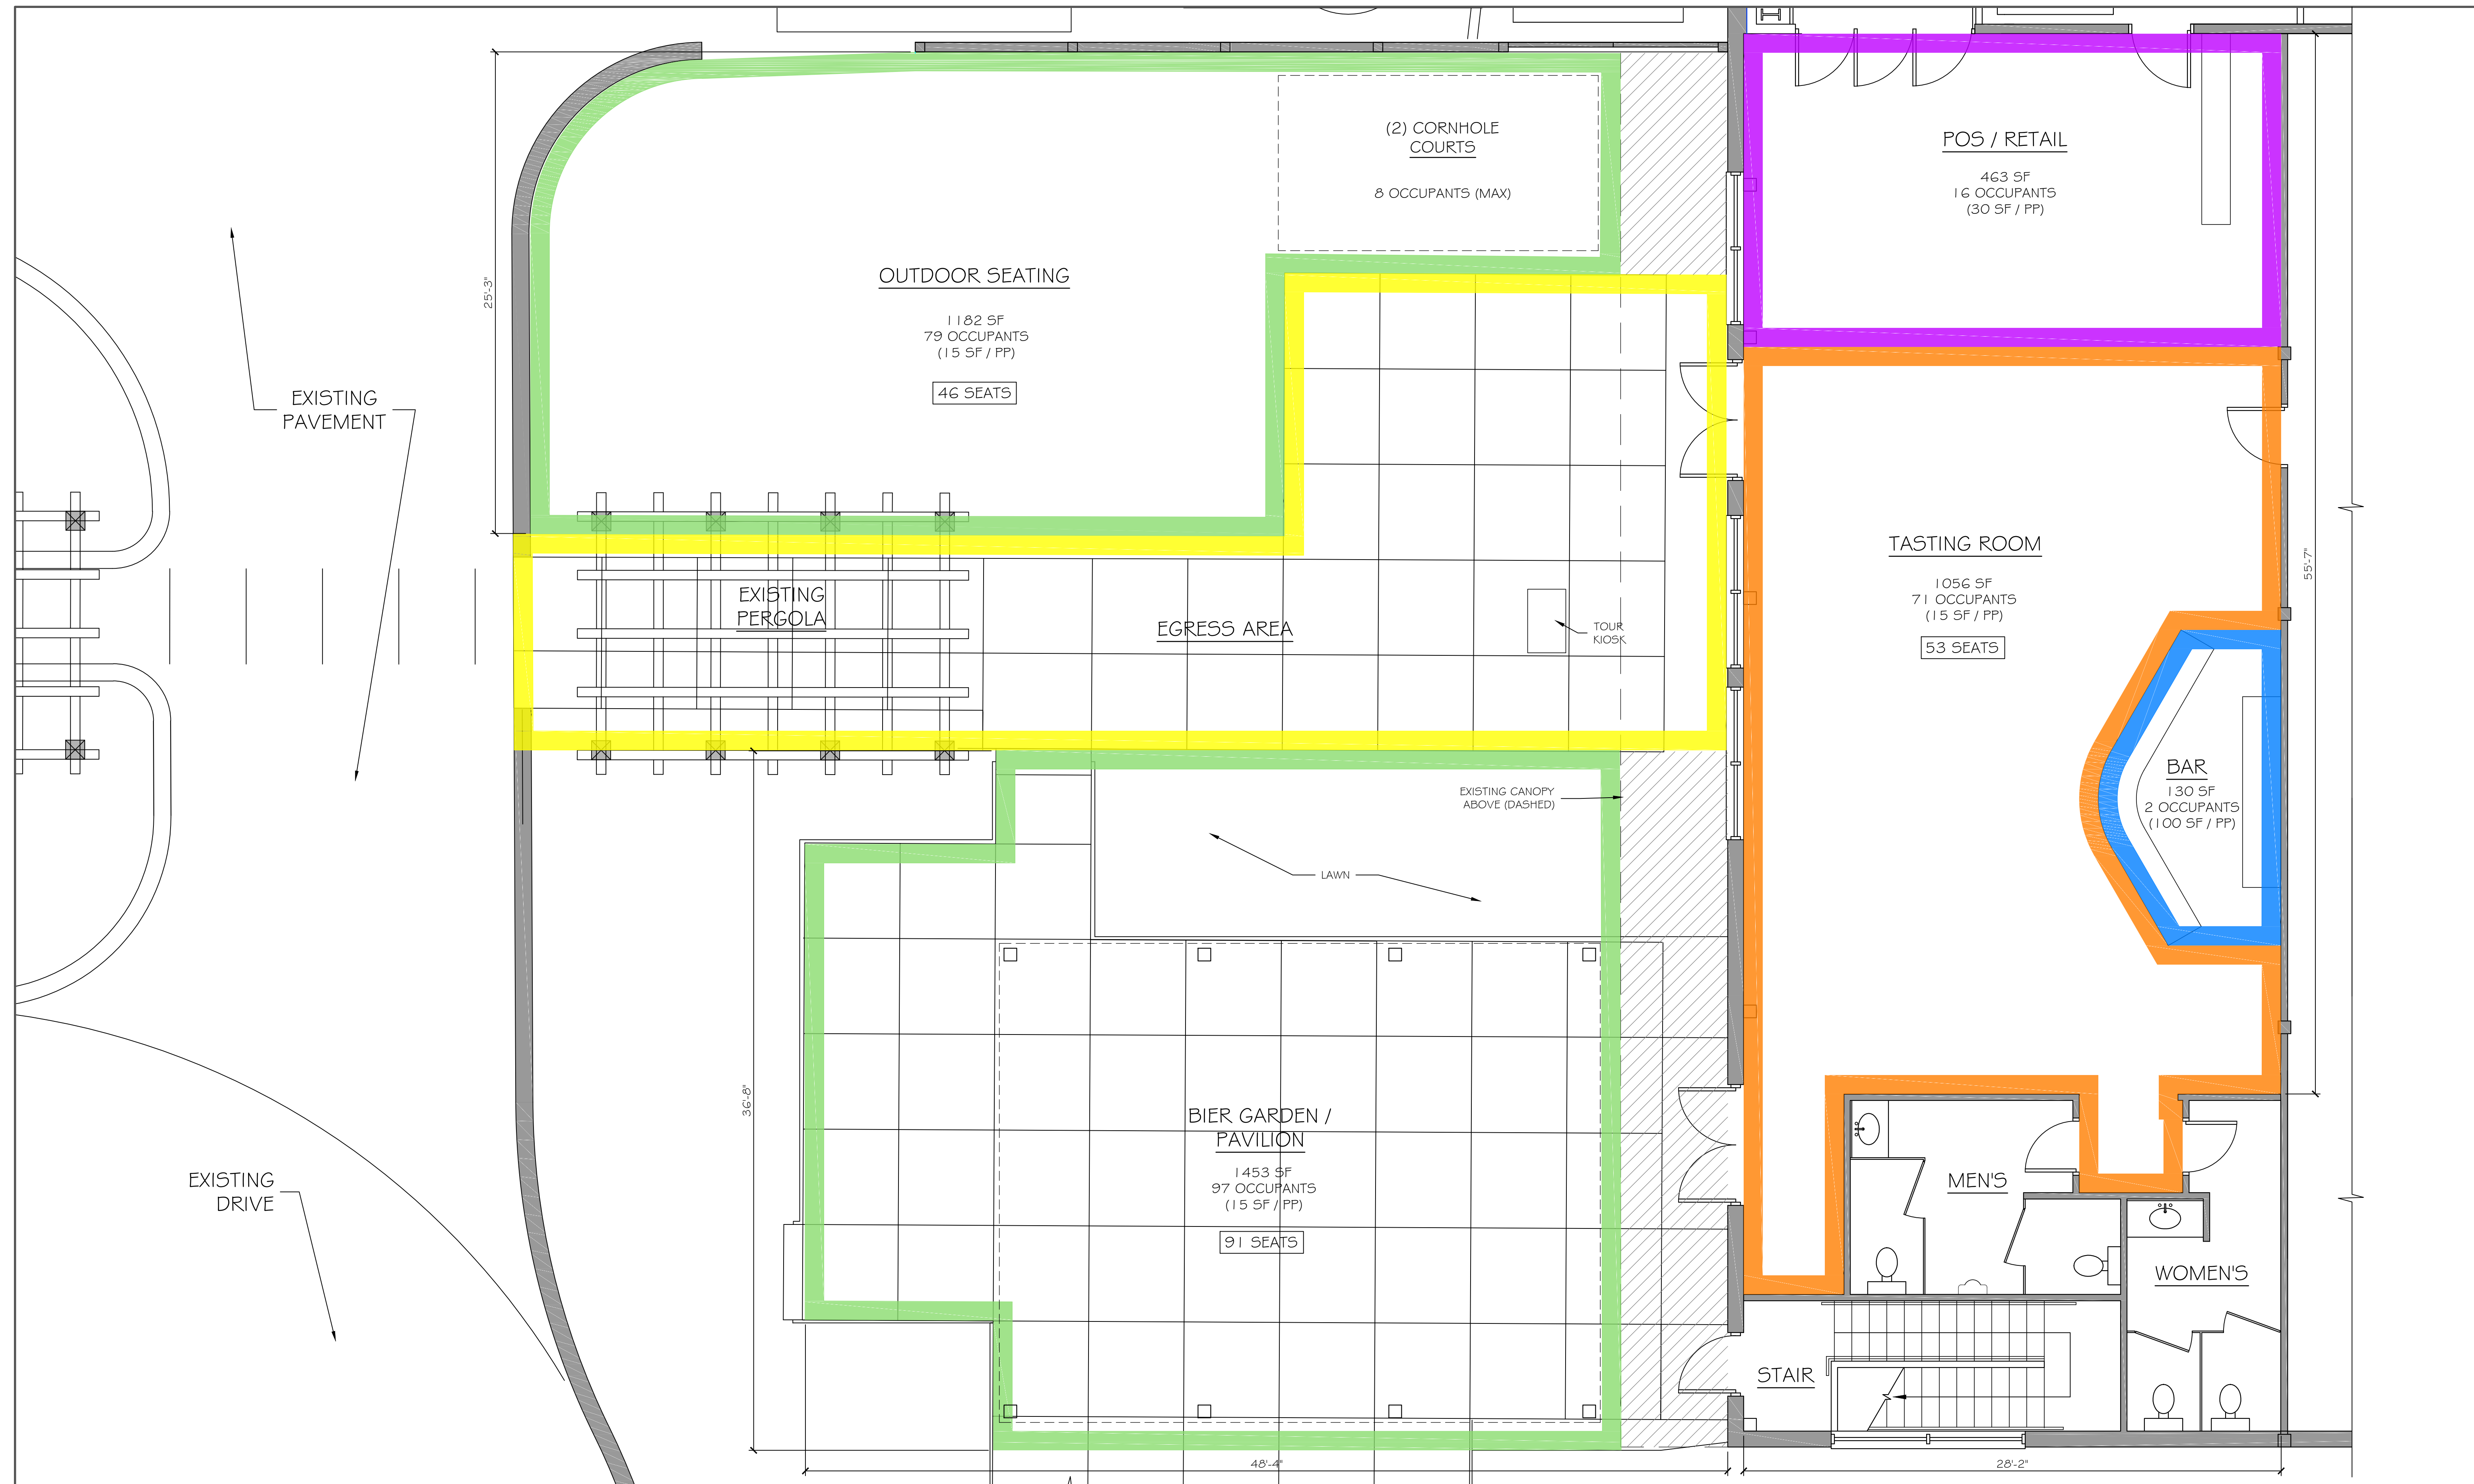 (2) CORNHOLE
COURTS
8 OCCUPANTS (MAX)
POS / RETAIL
463 SF
16 OCCUPANTS
(30 SF / PP)
25'-3"
OUTDOOR SEATING
1182 SF
79 OCCUPANTS
(15 SF / PP)
46 SEATS
EXISTING
PAVEMENT
TASTING ROOM
1056 SF
71 OCCUPANTS
(15 SF / PP)
53 SEATS
55'-7"
EXISTING
PERGOLA
EGRESS AREA
TOUR
KIOSK
BAR
130 SF
2 OCCUPANTS
(100 SF / PP)
EXISTING CANOPY
ABOVE (DASHED)
LAWN
36'-8"
BIER GARDEN /
PAVILION
1453 SF
97 OCCUPANTS
(15 SF / PP)
91 SEATS
EXISTING
DRIVE
MEN'S
WOMEN'S
STAIR
48'-4"
28'-2"